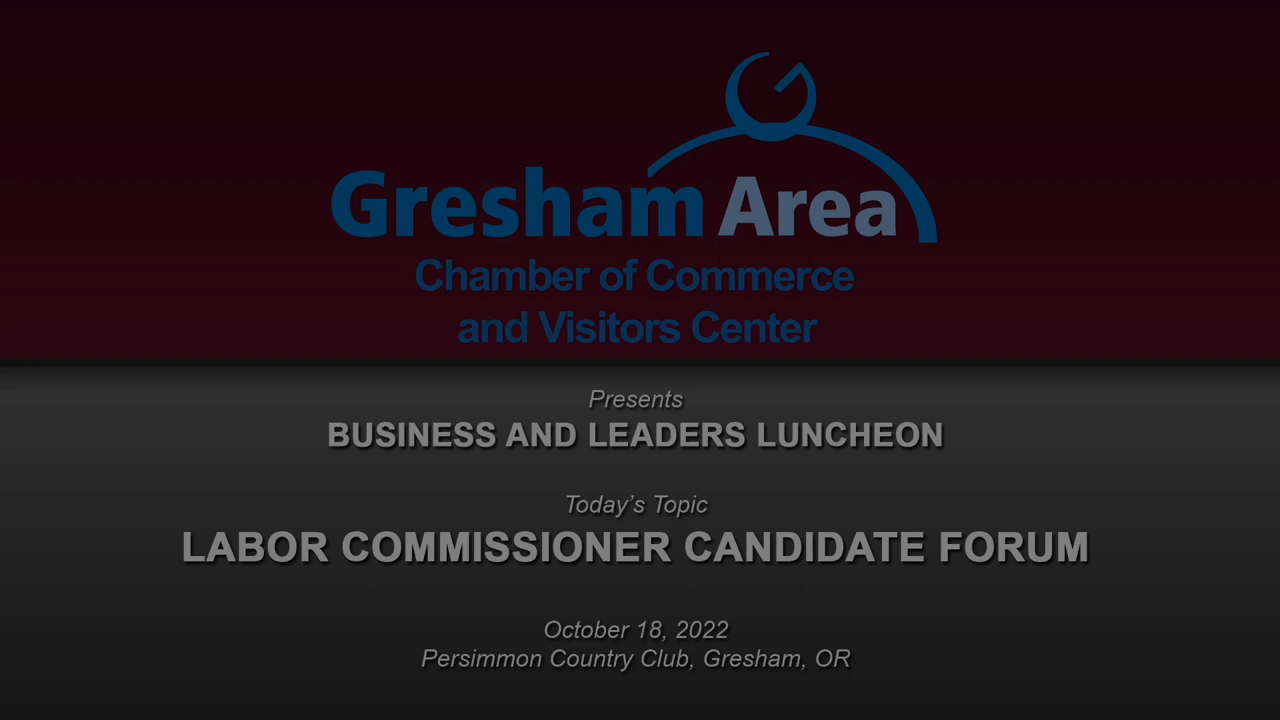 Gresham Area
Chamber of Commerce
and Visitors Center
Presents
BUSINESS AND LEADERS LUNCHEON
Today’s Topic
LABOR COMMISSIONER CANDIDATE FORUM
October 18, 2022
Persimmon Country Club, Gresham, OR